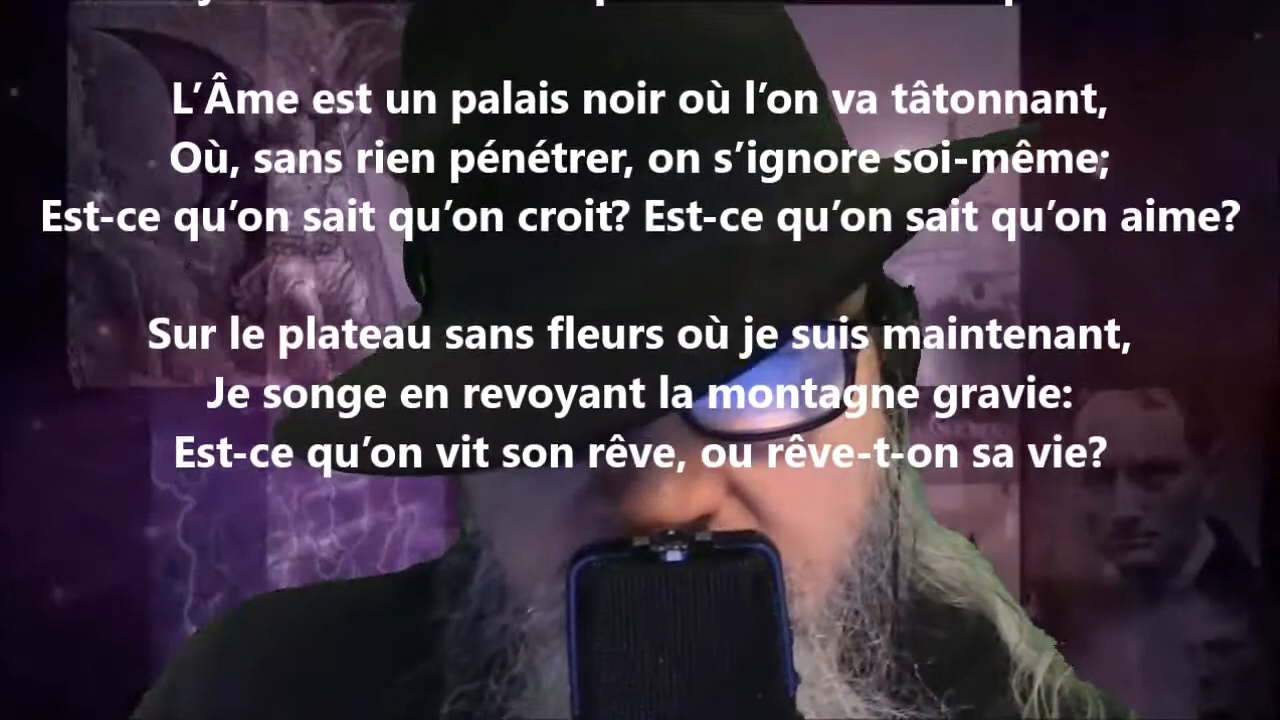 L’Âme est un palais noir où l’on va tâtonnant,
Où, sans rien pénétrer, on s’ignore soi-même;
Est-ce qu’on sait qu’on croit? Est-ce qu’on sait qu’on aime?
Sur le plateau sans fleurs où je suis maintenant,
Je songe en revoyant la montagne gravie:
Est-ce qu’on vit son rêve, ou rêve-t-on sa vie?